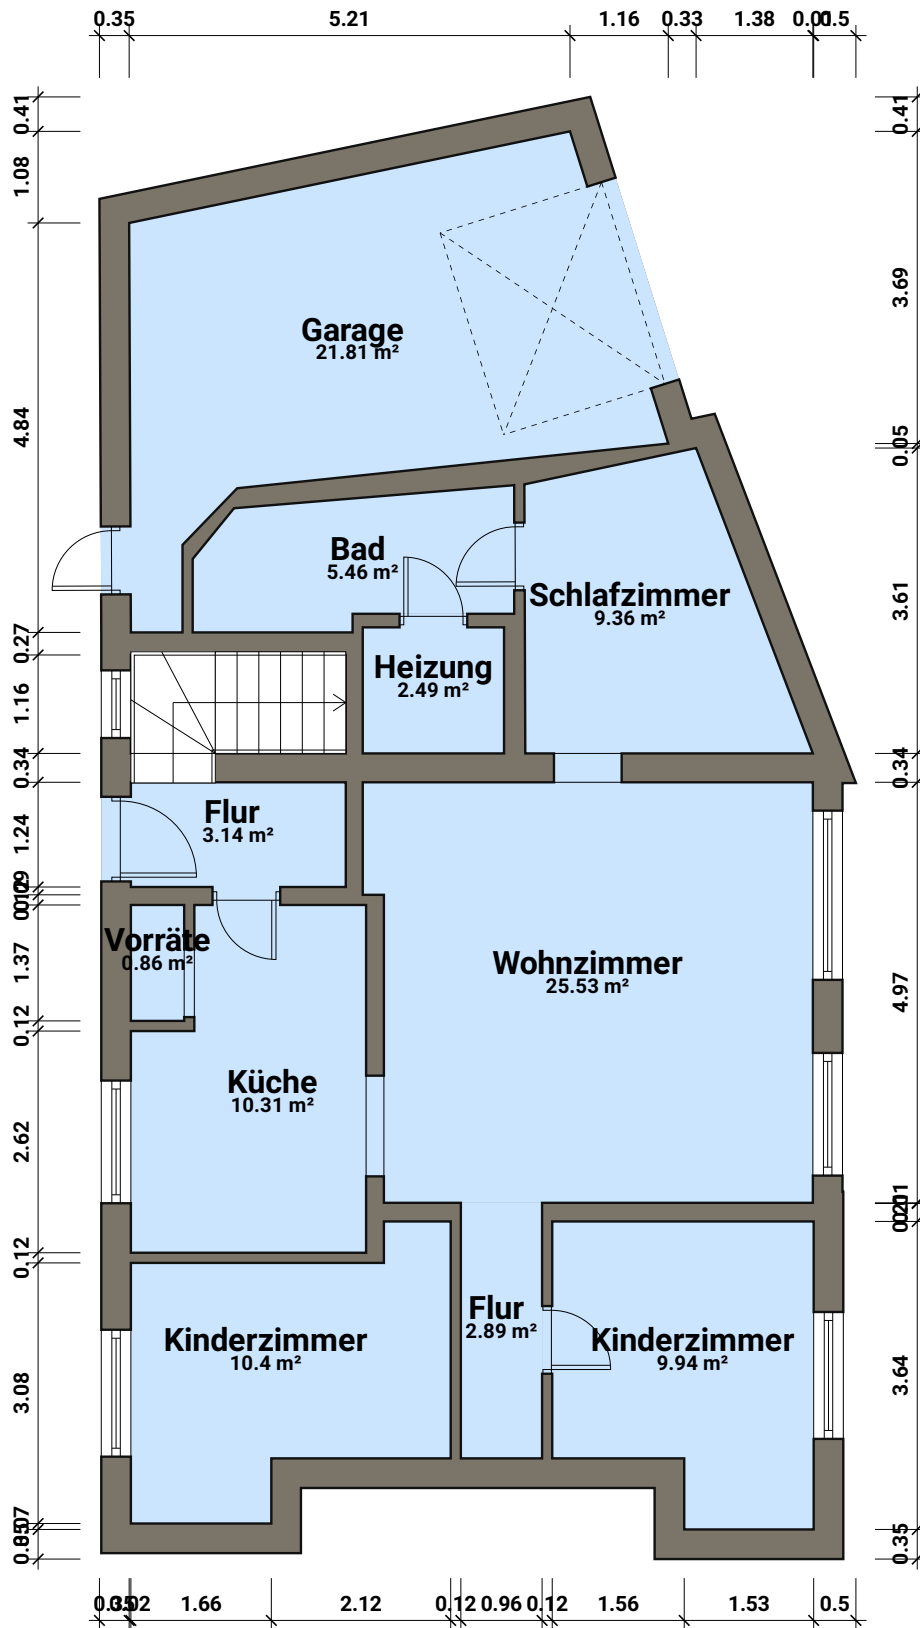 0.35
5.21
1.16
0.33
1.38
0.5
0.41
1.08
4.84
0.27
1.16
0.34
1.24
1.37
0.12
2.62
0.12
3.08
Garage
21.81 m²
Bad
5.46 m²
Schlafzimmer
9.36 m²
Heizung
2.49 m²
Flur
3.14 m²
Vorräte
0.86 m²
Wohnzimmer
25.53 m²
Küche
10.31 m²
Flur
2.89 m²
Kinderzimmer
10.4 m²
Kinderzimmer
9.94 m²
0.41
3.69
0.05
3.61
0.34
4.97
3.64
0.35
1.66
2.12
0.12
0.96
0.12
1.56
1.53
0.5